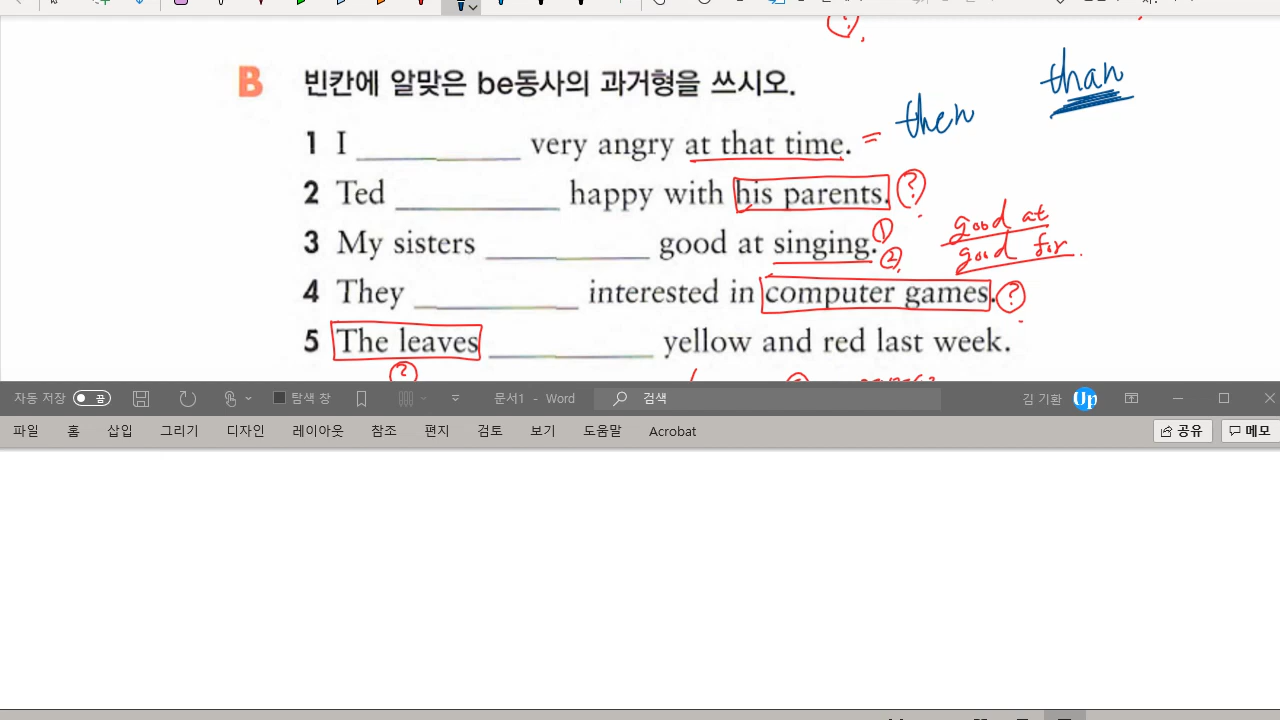 than
B 빈칸에 알맞은 be동사의 과거형을 쓰시오.
1 I __________ very angry at that time. = then
2 Ted __________ happy with his parents. ?
3 My sisters __________ good at singing. ① ②
good at
good for
4 They __________ interested in computer games. ?
5 The leaves __________ yellow and red last week.
?
자동 저장 끔 탐색 창 문서1 - Word 검색 김 기환 Up
파일 홈 삽입 그리기 디자인 레이아웃 참조 편지 검토 보기 도움말 Acrobat 공유 메모